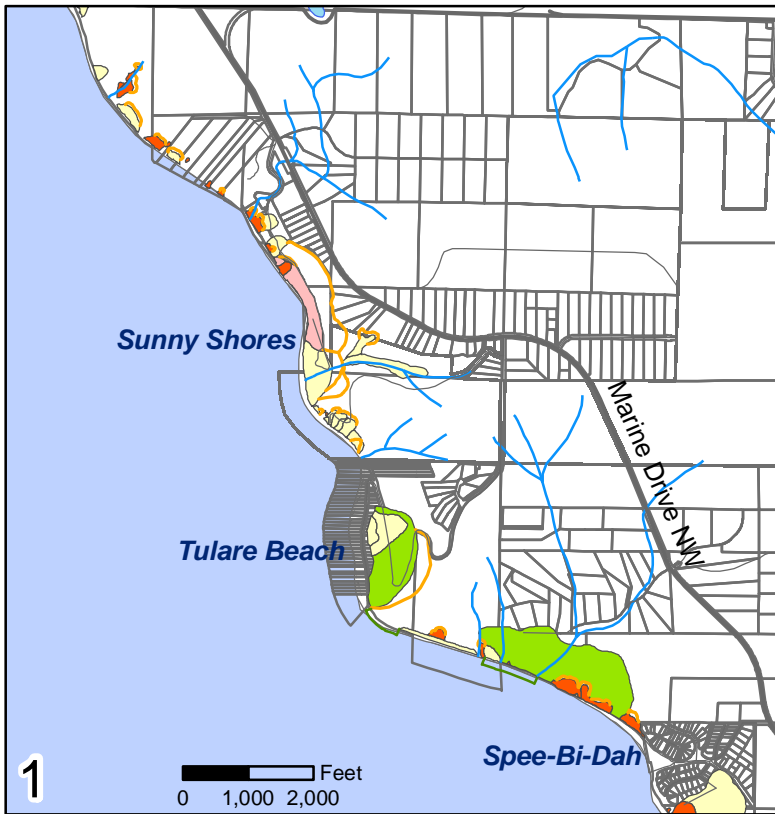 Sunny Shores
Marine Drive NW
Tulare Beach
Spee-Bi-Dah
1
Feet
0 1,000 2,000